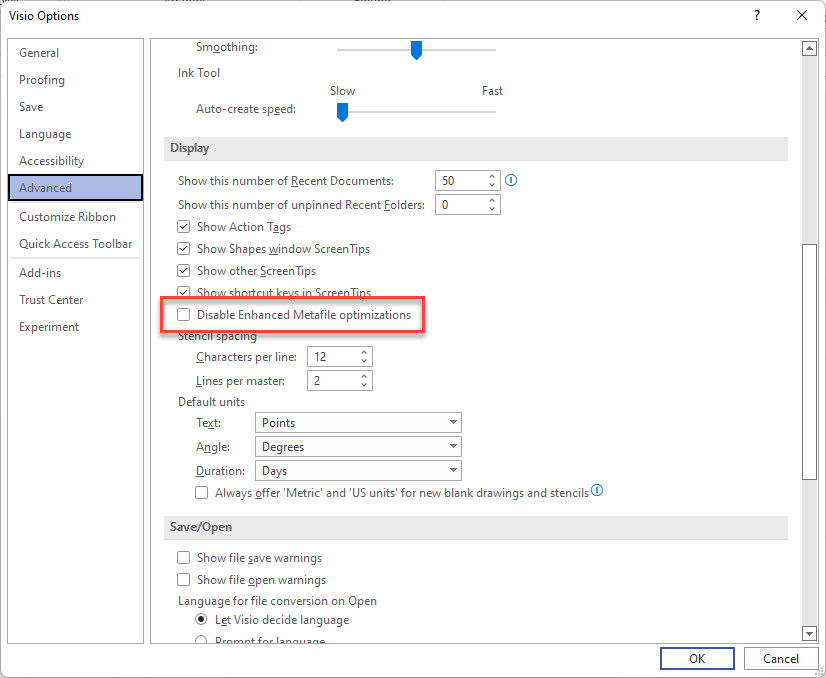 Visio Options
?
General
Proofing
Save
Language
Accessibility
Advanced
Customize Ribbon
Quick Access Toolbar
Add-ins
Trust Center
Experiment
Smoothing:
Ink Tool
Slow Fast
Auto-create speed:
Display
Show this number of Recent Documents: 50
Show this number of unpinned Recent Folders: 0
Show Action Tags
Show Shapes window ScreenTips
Show other ScreenTips
Show shortcut keys in ScreenTips
Disable Enhanced Metafile optimizations
Stencil spacing
Characters per line: 12
Lines per master: 2
Default units
Text: Points
Angle: Degrees
Duration: Days
Always offer 'Metric' and 'US units' for new blank drawings and stencils
Save/Open
Show file save warnings
Show file open warnings
Language for file conversion on Open
Let Visio decide language
Prompt for language
OK Cancel